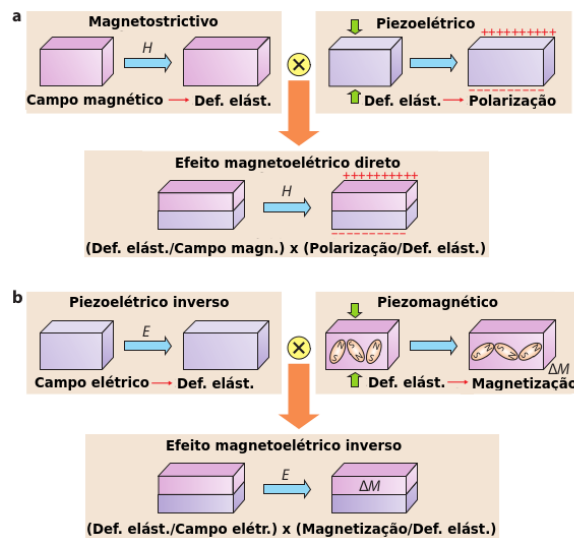 a
Magnetostrictivo
H
Campo magnético → Def. elást.
×
Piezoelétrico
++++++++++
Def. elást. → Polarização
Efeito magnetoelétrico direto
H
++++++++++
(Def. elást./Campo magn.) x (Polarização/Def. elást.)
b
Piezoelétrico inverso
E
Campo elétrico → Def. elást.
×
Piezomagnético
N S N S N S
S N S N S N
ΔM
Def. elást. → Magnetização
Efeito magnetoelétrico inverso
E
ΔM
(Def. elást./Campo elétr.) x (Magnetização/Def. elást.)